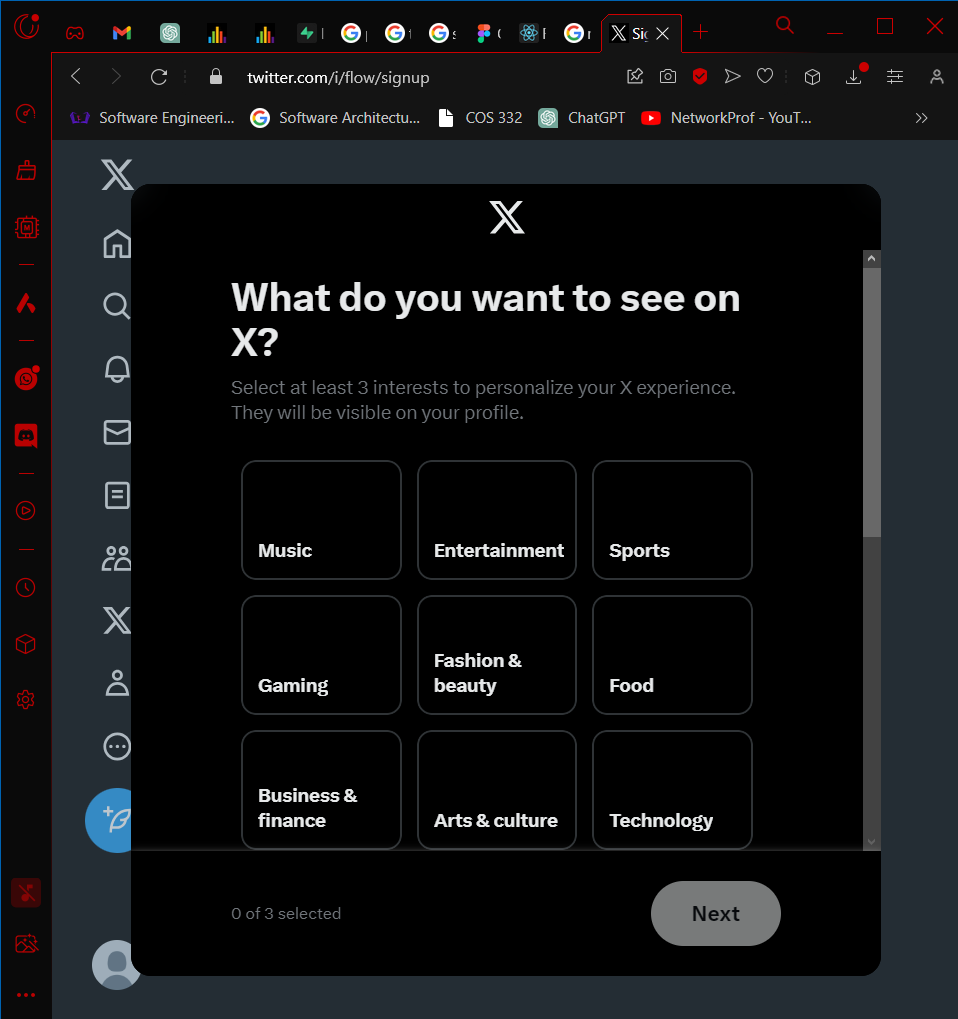 Sig
twitter.com/i/flow/signup
Software Engineeri...
Software Architectu...
COS 332
ChatGPT
NetworkProf - YouT...
X
What do you want to see on
X?
Select at least 3 interests to personalize your X experience.
They will be visible on your profile.
Music
Entertainment
Sports
Gaming
Fashion &
beauty
Food
Business &
finance
Arts & culture
Technology
0 of 3 selected
Next